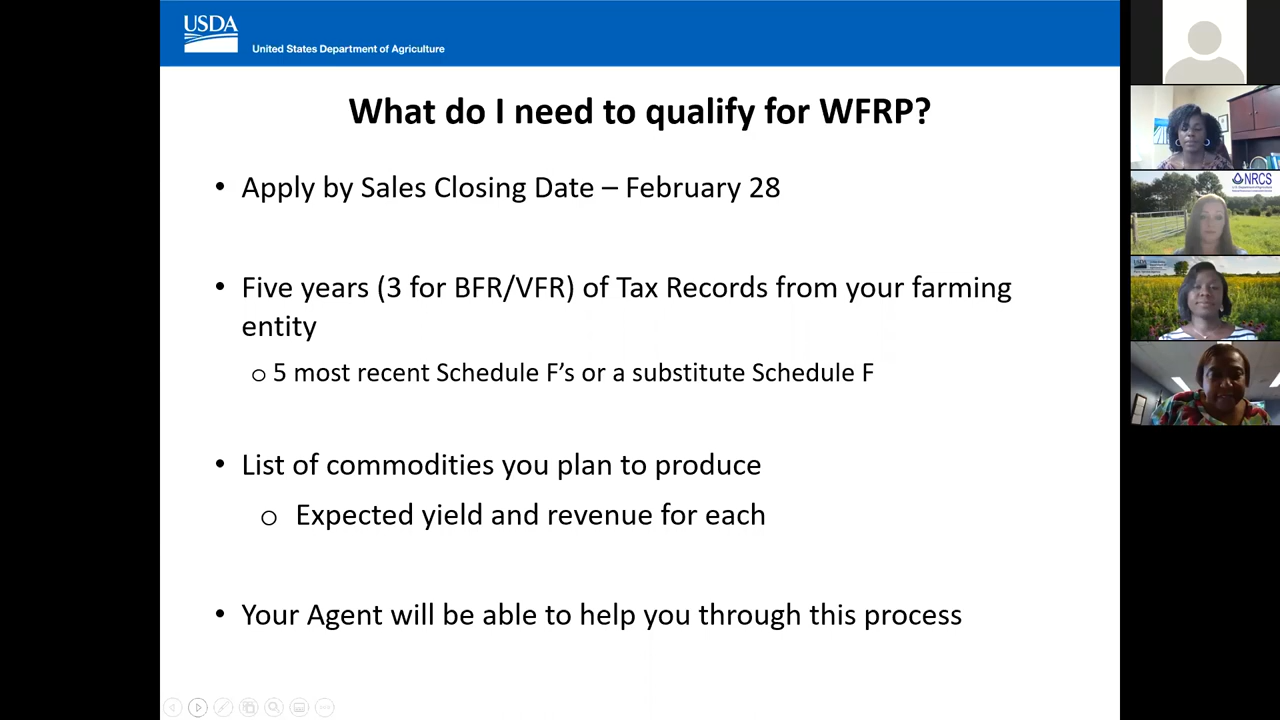 USDA
United States Department of Agriculture
What do I need to qualify for WFRP?
• Apply by Sales Closing Date – February 28
• Five years (3 for BFR/VFR) of Tax Records from your farming
entity
o 5 most recent Schedule F's or a substitute Schedule F
• List of commodities you plan to produce
o Expected yield and revenue for each
• Your Agent will be able to help you through this process
NRCS
USDA